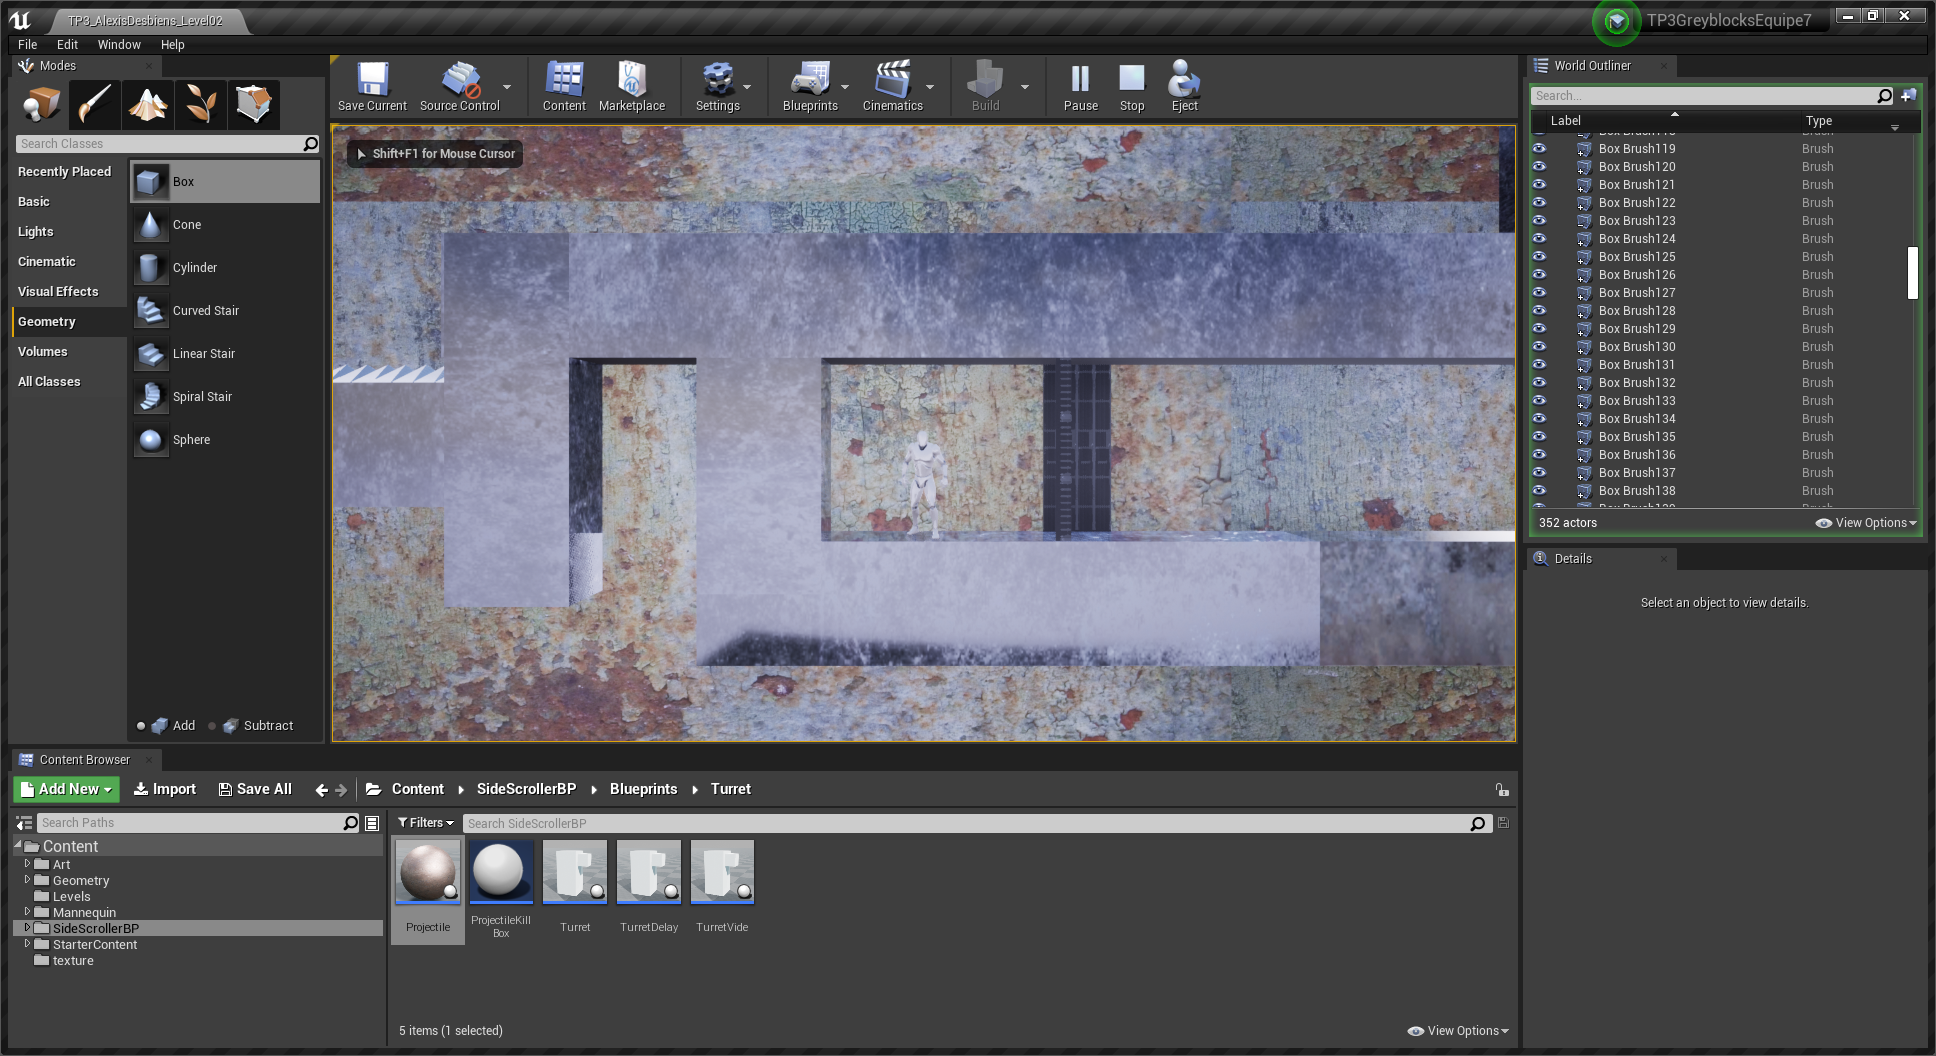 TP3_AlexisDesbiens_Level02
TP3GreyblocksEquipe7
File Edit Window Help
Modes
Search Classes
Recently Placed
Basic
Lights
Cinematic
Visual Effects
Geometry
Volumes
All Classes
Box
Cone
Cylinder
Curved Stair
Linear Stair
Spiral Stair
Sphere
Add Subtract
Save Current Source Control Content Marketplace Settings Blueprints Cinematics Build Pause Stop Eject
Shift+F1 for Mouse Cursor
World Outliner
Search...
Label Type
Box Brush119 Brush
Box Brush120 Brush
Box Brush121 Brush
Box Brush122 Brush
Box Brush123 Brush
Box Brush124 Brush
Box Brush125 Brush
Box Brush126 Brush
Box Brush127 Brush
Box Brush128 Brush
Box Brush129 Brush
Box Brush130 Brush
Box Brush131 Brush
Box Brush132 Brush
Box Brush133 Brush
Box Brush134 Brush
Box Brush135 Brush
Box Brush136 Brush
Box Brush137 Brush
Box Brush138 Brush
352 actors View Options
Details
Select an object to view details.
Content Browser
Add New Import Save All Content SideScrollerBP Blueprints Turret
Search Paths
Content
Art
Geometry
Levels
Mannequin
SideScrollerBP
StarterContent
texture
Filters Search SideScrollerBP
Projectile
ProjectileKill
Box
Turret
TurretDelay
TurretVide
5 items (1 selected) View Options